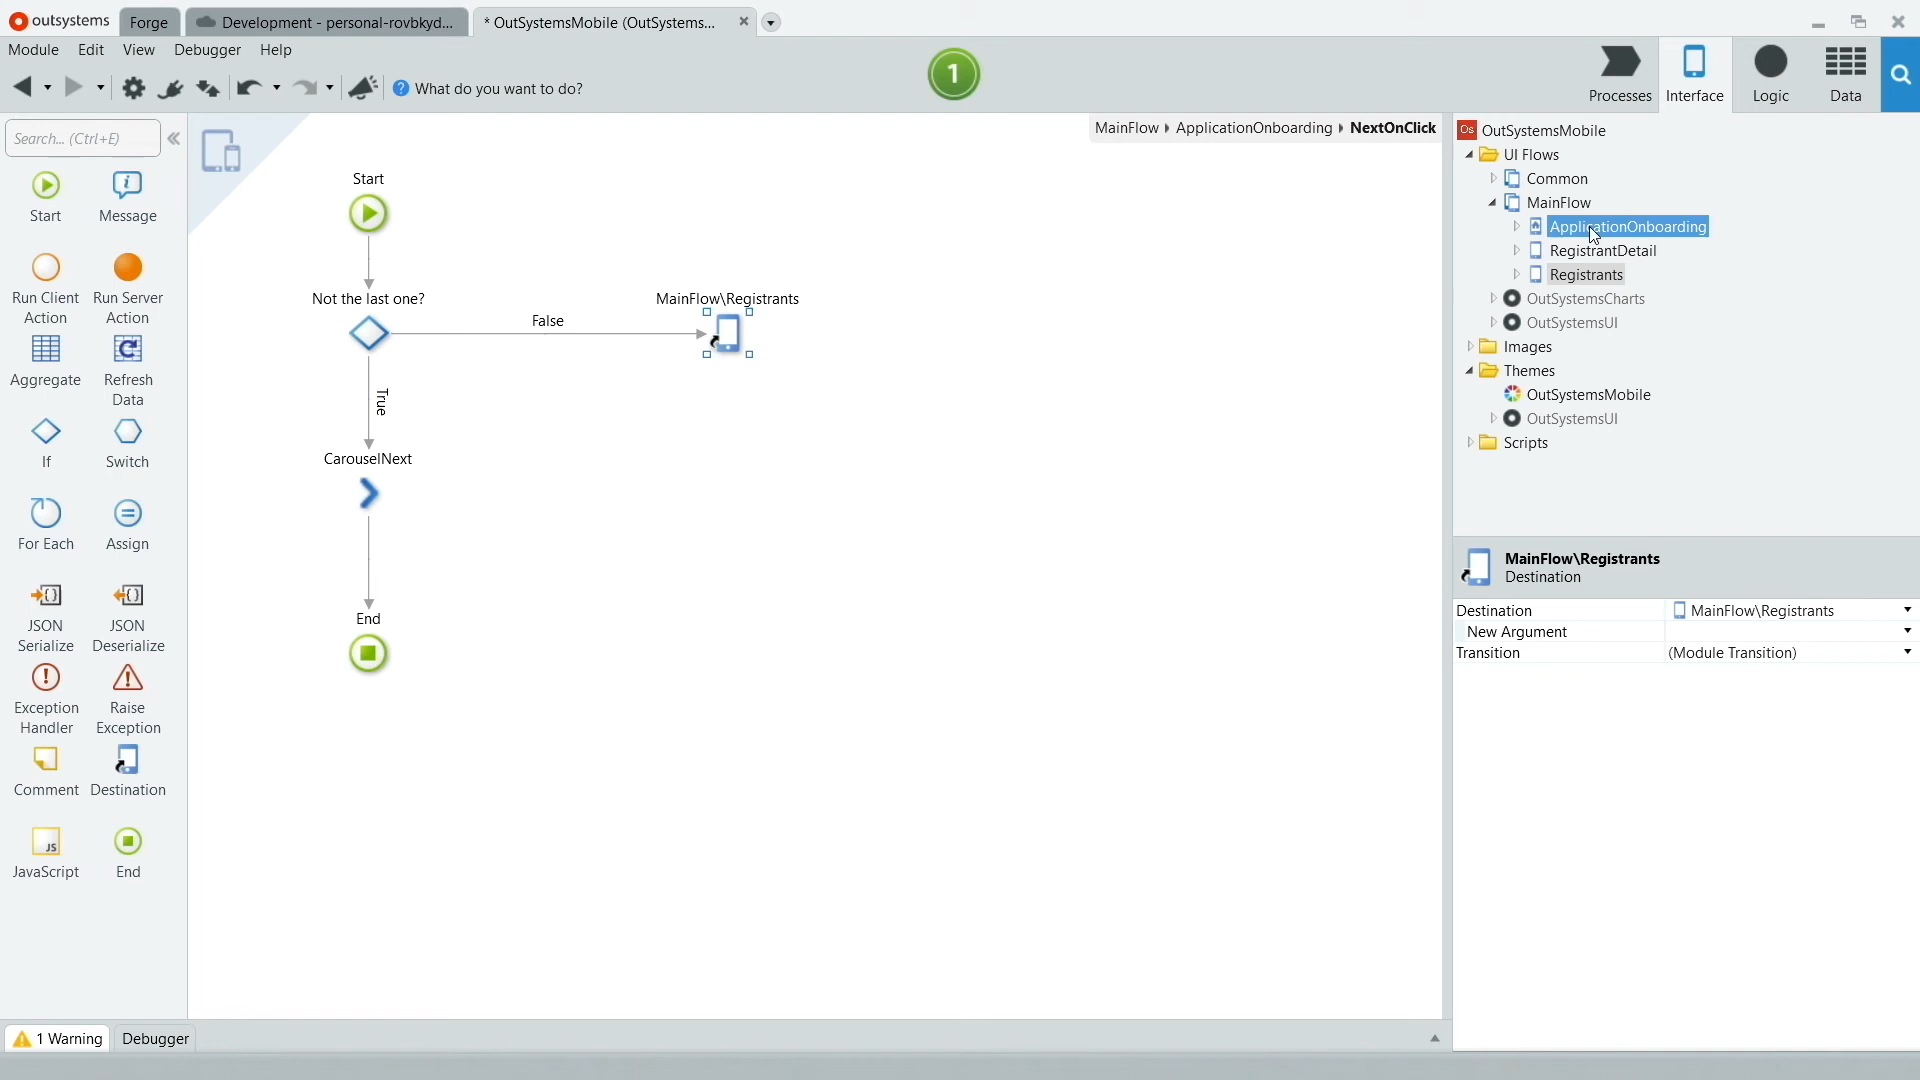 outsystems
Forge
Development - personal-rovbkyd...
* OutSystemsMobile (OutSystems...
Module Edit View Debugger Help
What do you want to do?
1
Processes
Interface
Logic
Data
Search... (Ctrl+E)
Start
Message
Run Client Action
Run Server Action
Aggregate
Refresh Data
If
Switch
For Each
Assign
JSON Serialize
JSON Deserialize
Exception Handler
Raise Exception
Comment
Destination
JS
JavaScript
End
MainFlow ApplicationOnboarding NextOnClick
Start
Not the last one?
False
MainFlow\Registrants
True
CarouselNext
End
Os OutSystemsMobile
UI Flows
Common
MainFlow
ApplicationOnboarding
RegistrantDetail
Registrants
OutSystemsCharts
OutSystemsUI
Images
Themes
OutSystemsMobile
OutSystemsUI
Scripts
MainFlow\Registrants
Destination
Destination MainFlow\Registrants
New Argument
Transition (Module Transition)
1 Warning
Debugger